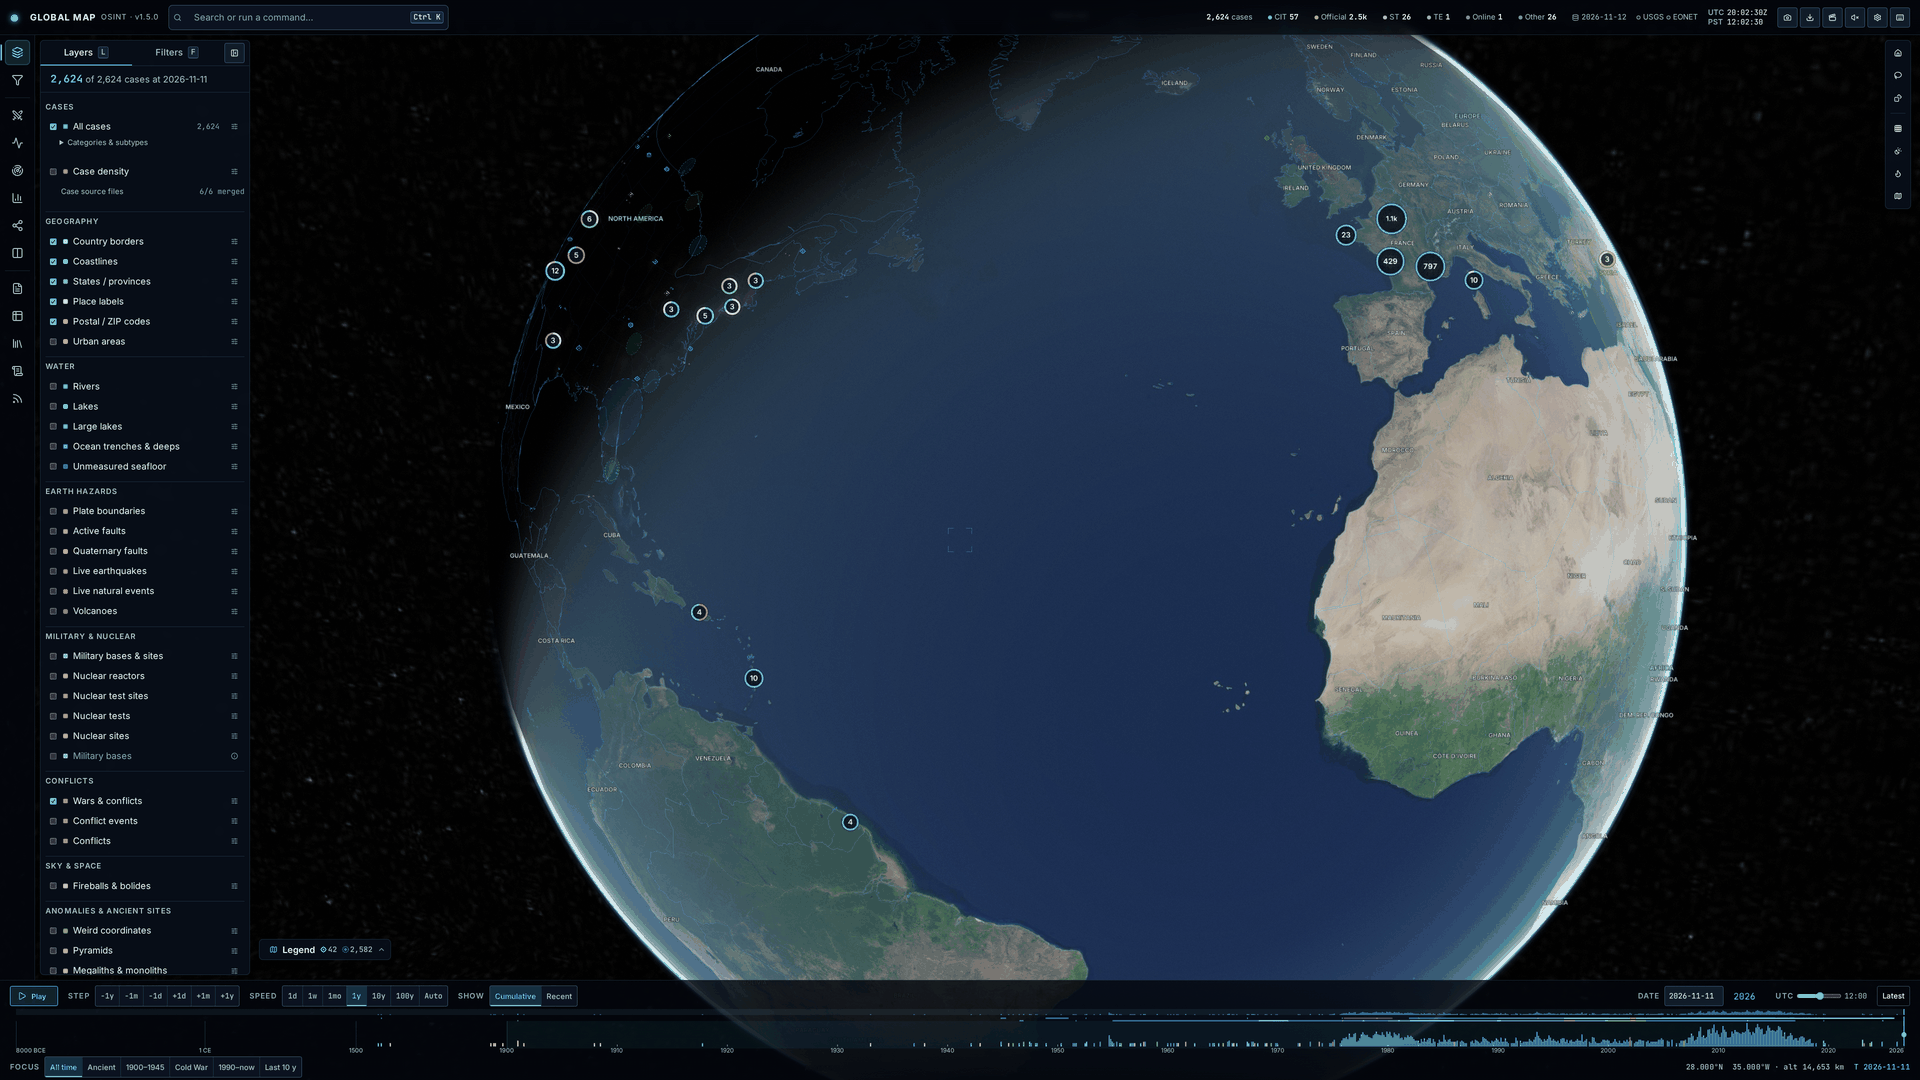 GLOBAL MAP OSINT · v1.5.0
Search or run a command... Ctrl K
2,624 cases CIT 57 Official 2.5k ST 26 TE 1 Online 1 Other 26 2026-11-12 USGS EONET
UTC 20:02:30Z
PST 12:02:30
Layers L Filters F
2,624 of 2,624 cases at 2026-11-11
CASES
All cases 2,624
Categories & subtypes
Case density
Case source files 6/6 merged
GEOGRAPHY
Country borders
Coastlines
States / provinces
Place labels
Postal / ZIP codes
Urban areas
WATER
Rivers
Lakes
Large lakes
Ocean trenches & deeps
Unmeasured seafloor
EARTH HAZARDS
Plate boundaries
Active faults
Quaternary faults
Live earthquakes
Live natural events
Volcanoes
MILITARY & NUCLEAR
Military bases & sites
Nuclear reactors
Nuclear test sites
Nuclear tests
Nuclear sites
Military bases
CONFLICTS
Wars & conflicts
Conflict events
Conflicts
SKY & SPACE
Fireballs & bolides
ANOMALIES & ANCIENT SITES
Weird coordinates
Pyramids
Megaliths & monoliths
SWEDEN
FINLAND
RUSSIA
CANADA
ICELAND
NORWAY
ESTONIA
EUROPE
BELARUS
DENMARK
UKRAINE
POLAND
UNITED KINGDOM
GERMANY
IRELAND
ROMANIA
AUSTRIA
6 NORTH AMERICA
1.1k
23
FRANCE
TURKEY
ITALY
5
3
12
429
797
GREECE
10
3
3
3
3
5
3
ISRAEL
SPAIN
PORTUGAL
SAUDI ARABIA
TUNISIA
EGYPT
MEXICO
LIBYA
MOROCCO
ALGERIA
SUDAN
CUBA
ETHIOPIA
GUATEMALA
CHAD
NIGER
S. SUDAN
MALI
4
MAURITANIA
UGANDA
COSTA RICA
AFRICA
10
BURKINA FASO
NIGERIA
RWANDA
SENEGAL
DEM. REP. CONGO
GUINEA
GHANA
VENEZUELA
COTE D IVOIRE
COLOMBIA
GABON
ECUADOR
4
ANGOLA
NAMIBIA
PERU
Legend 42 2,582
Play STEP -1y -1m -1d +1d +1m +1y SPEED 1d 1w 1mo 1y 10y 100y Auto SHOW Cumulative Recent DATE 2026-11-11 2026 UTC 12:00 Latest
8000 BCE 1 CE 1500 1900 1910 1920 1930 1940 1950 1960 1970 1980 1990 2000 2010 2020 2026
FOCUS All time Ancient 1900–1945 Cold War 1990–now Last 10 y 28.000°N 35.000°W · alt 14,653 km T 2026-11-11